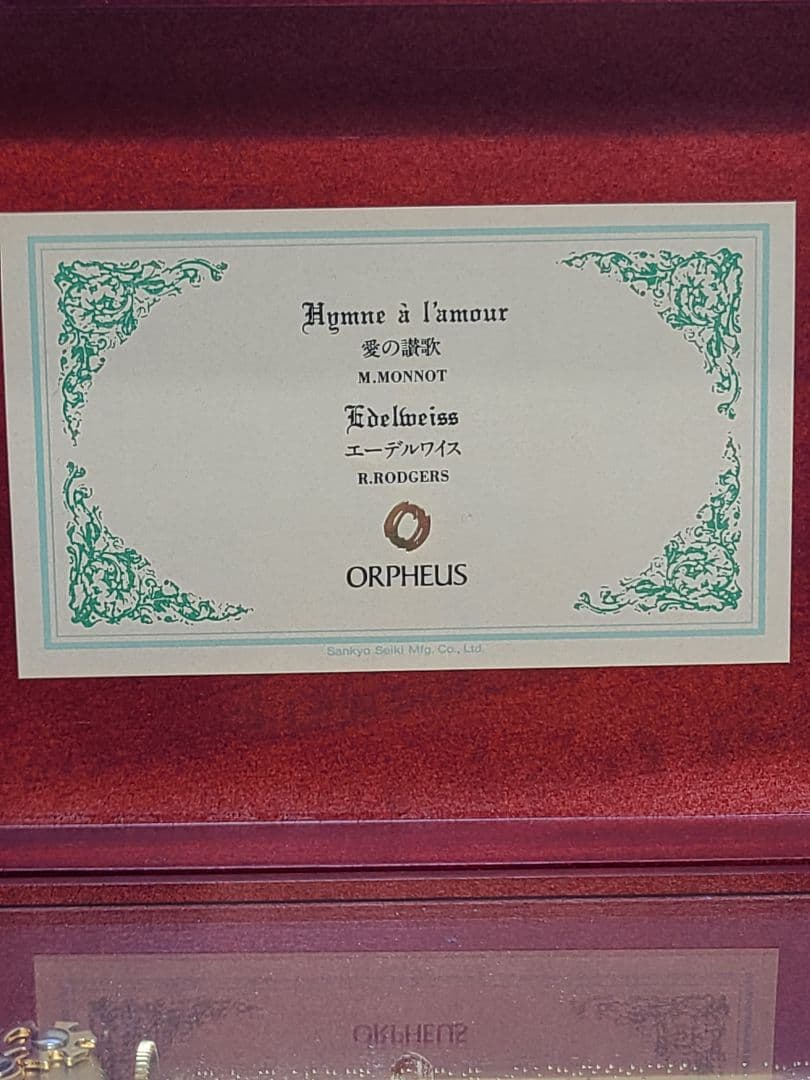 Hymne à l'amour
愛の讃歌
M.MONNOT
Edelweiss
エーデルワイス
R.RODGERS
ORPHEUS
Sankyo Seiki Mfg. Co., Ltd.
ORPHEUS